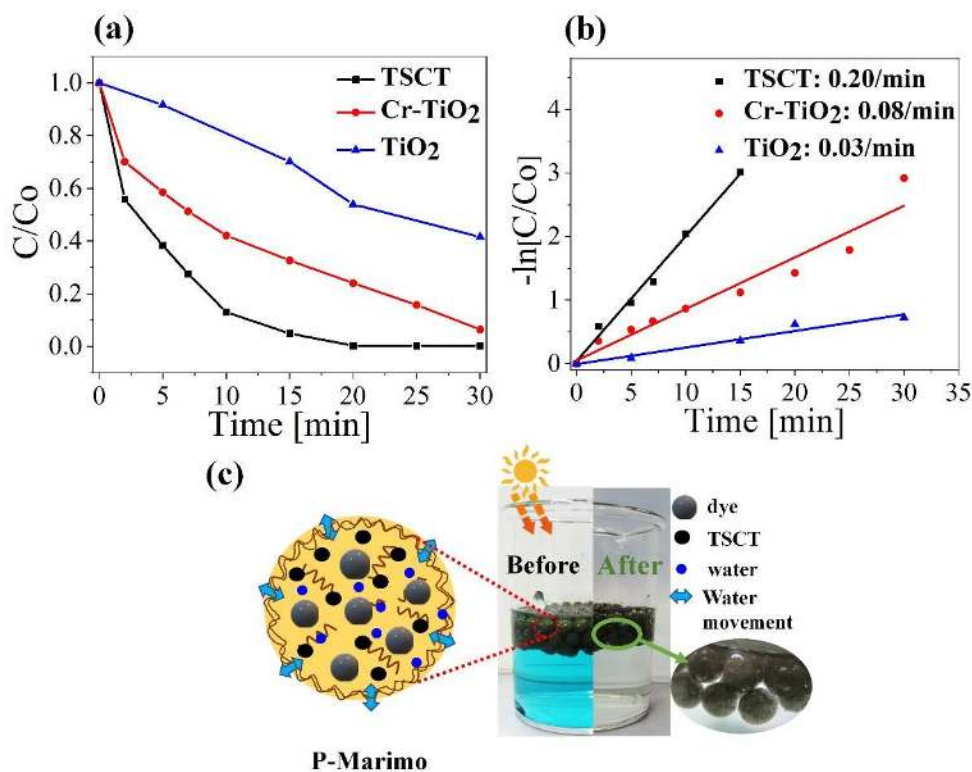 (a)
C/Co
1.0
0.8
0.6
0.4
0.2
0.0
TSCT
Cr-TiO2
TiO2
0 5 10 15 20 25 30
Time [min]
(b)
-ln[C/Co]
4
3
2
1
0
TSCT: 0.20/min
Cr-TiO2: 0.08/min
TiO2: 0.03/min
0 5 10 15 20 25 30 35
Time [min]
(c)
Before
After
dye
TSCT
water
Water
movement
P-Marimo